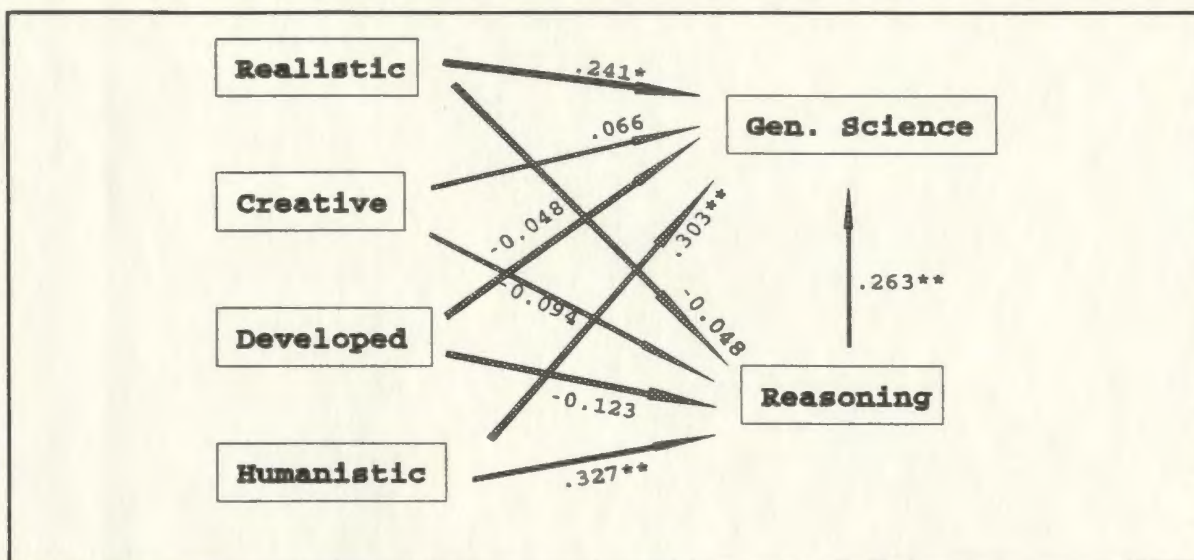 Realistic
.241*
Gen. Science
.066
Creative
-0.048
.303**
-0.094
-0.048
.263**
Developed
-0.123
Reasoning
Humanistic
.327**